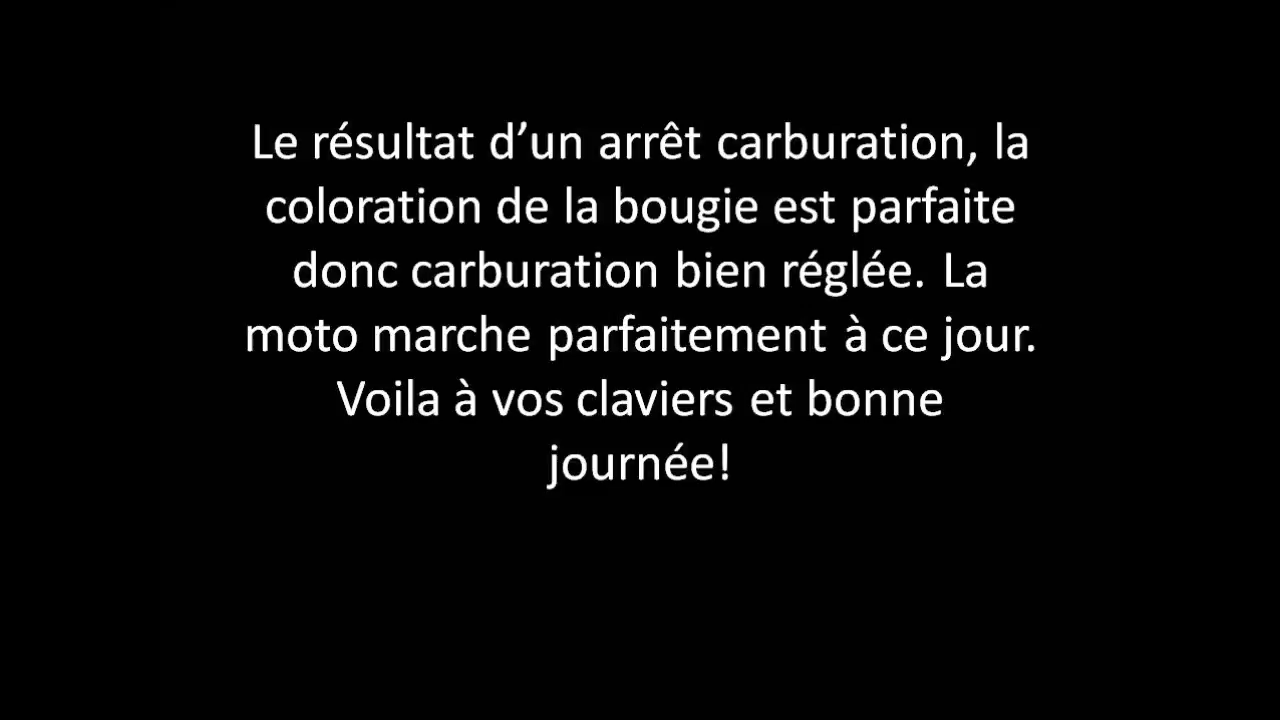 Le résultat d’un arrêt carburation, la
coloration de la bougie est parfaite
donc carburation bien réglée. La
moto marche parfaitement à ce jour.
Voila à vos claviers et bonne
journée!